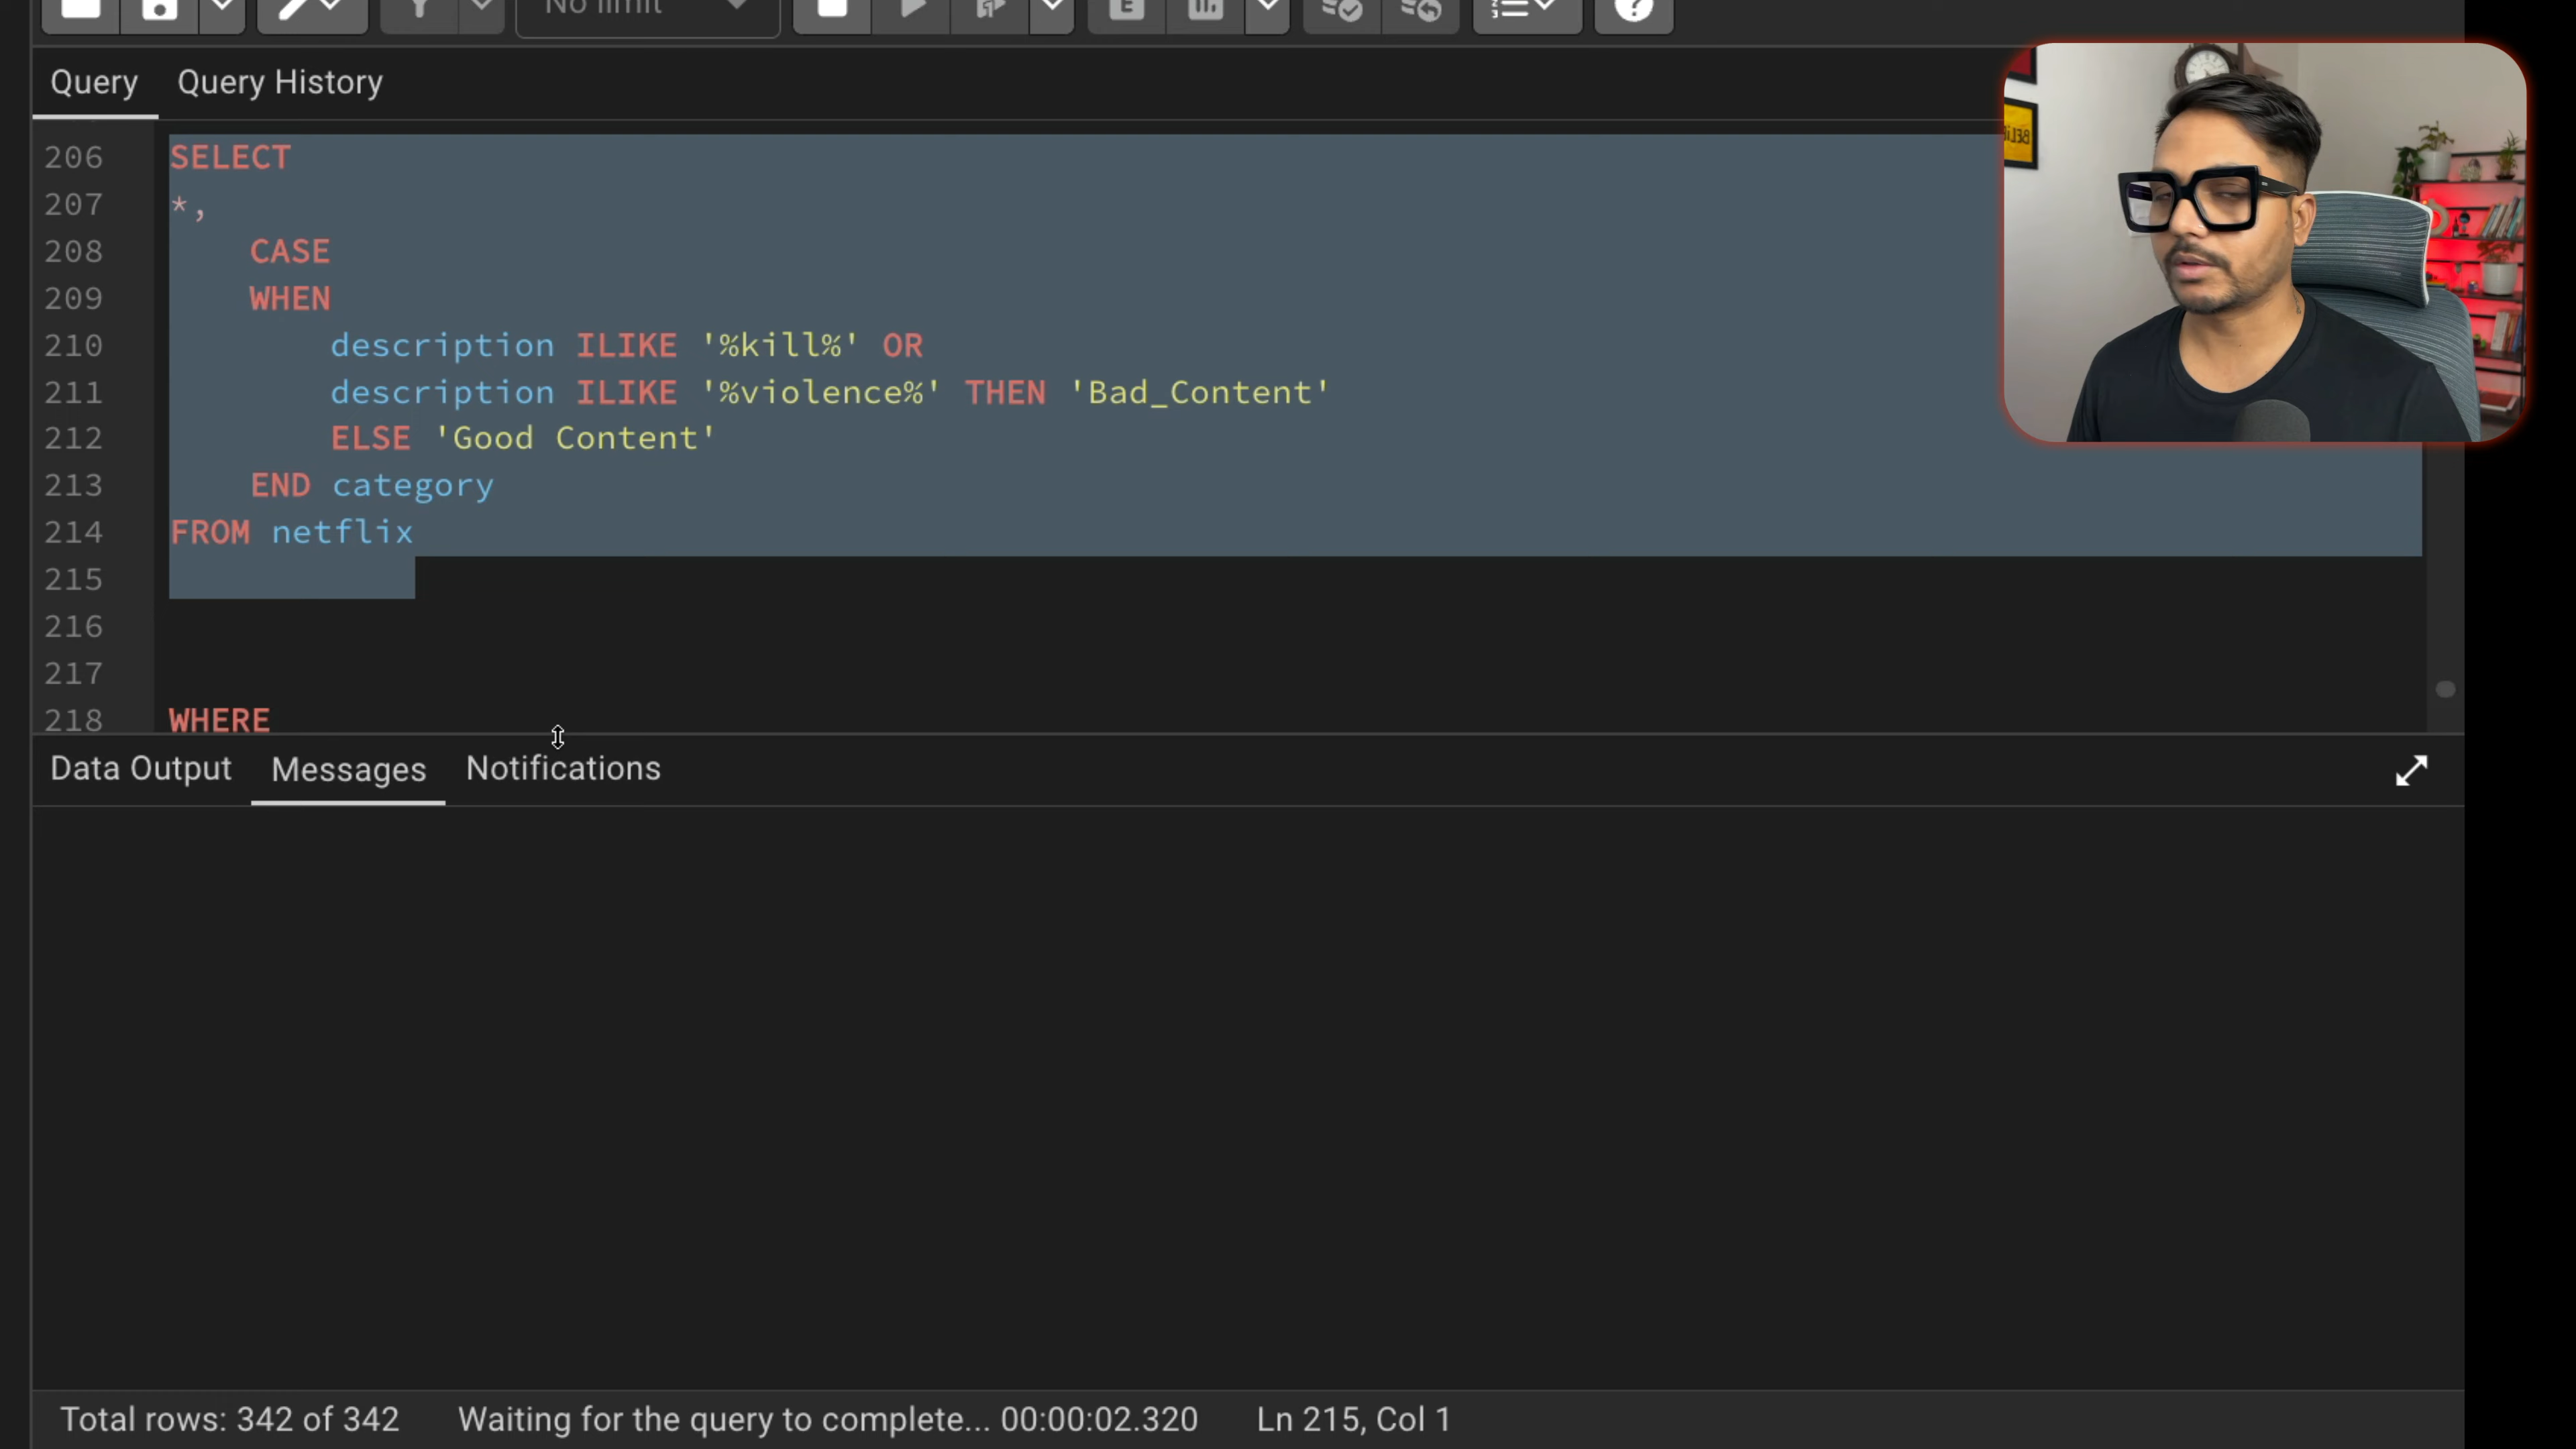 No limit
Query Query History
206 SELECT
207 *,
208 CASE
209 WHEN
210 description ILIKE '%kill%' OR
211 description ILIKE '%violence%' THEN 'Bad_Content'
212 ELSE 'Good Content'
213 END category
214 FROM netflix
215
216
217
218 WHERE
Data Output Messages Notifications
Total rows: 342 of 342 Waiting for the query to complete... 00:00:02.320 Ln 215, Col 1